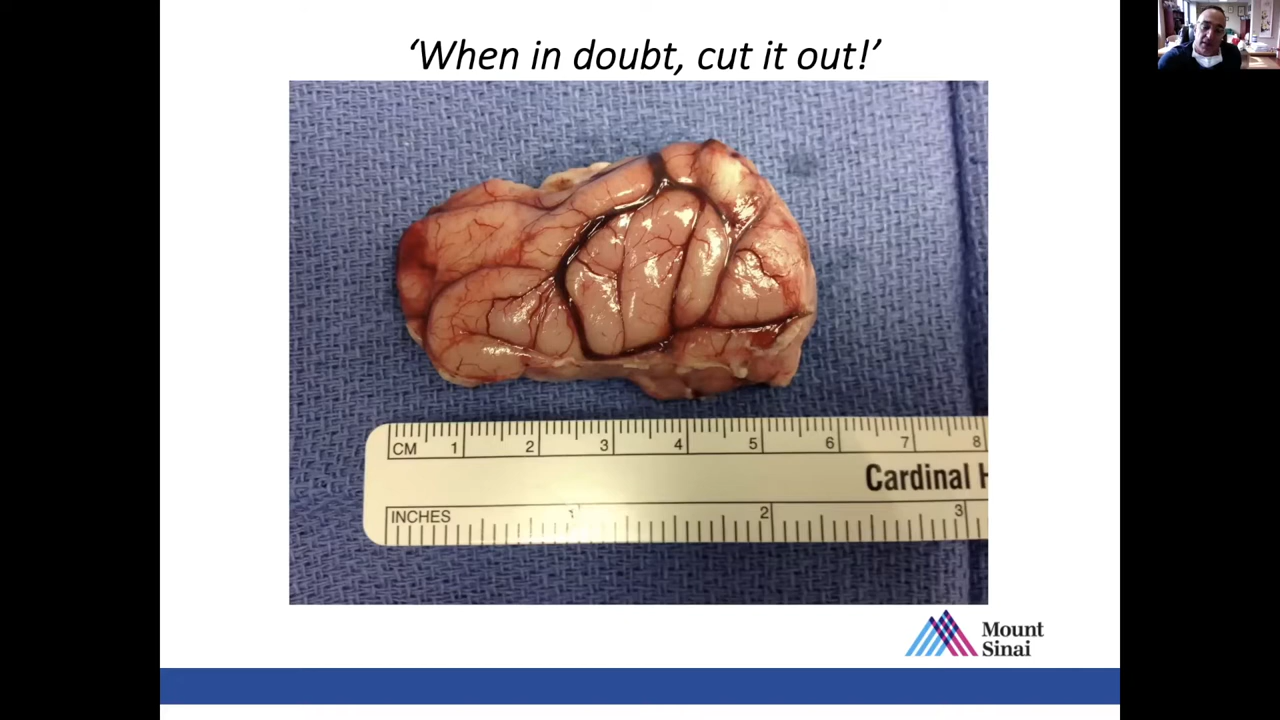 ‘When in doubt, cut it out!’
CM 1 2 3 4 5 6 7 8
Cardinal H
INCHES 1 2 3
Mount
Sinai